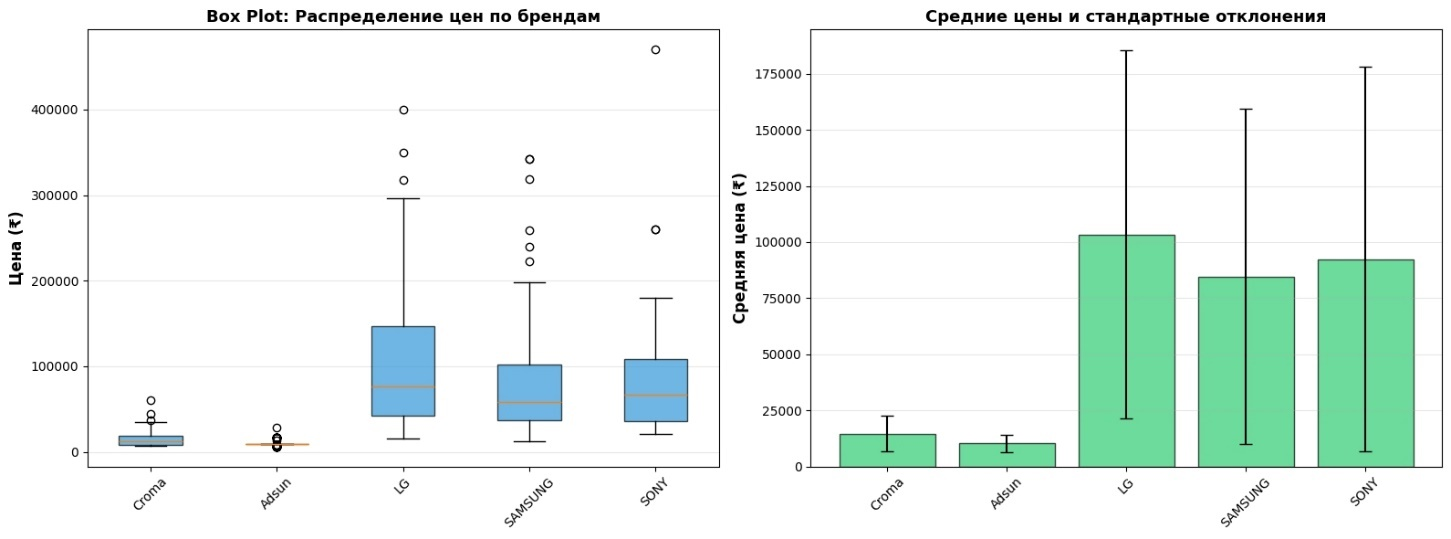 Box Plot: Распределение цен по брендам
Цена (₹)
400000
300000
200000
100000
0
Croma
Adsun
LG
SAMSUNG
SONY
Средние цены и стандартные отклонения
Средняя цена (₹)
175000
150000
125000
100000
75000
50000
25000
0
Croma
Adsun
LG
SAMSUNG
SONY